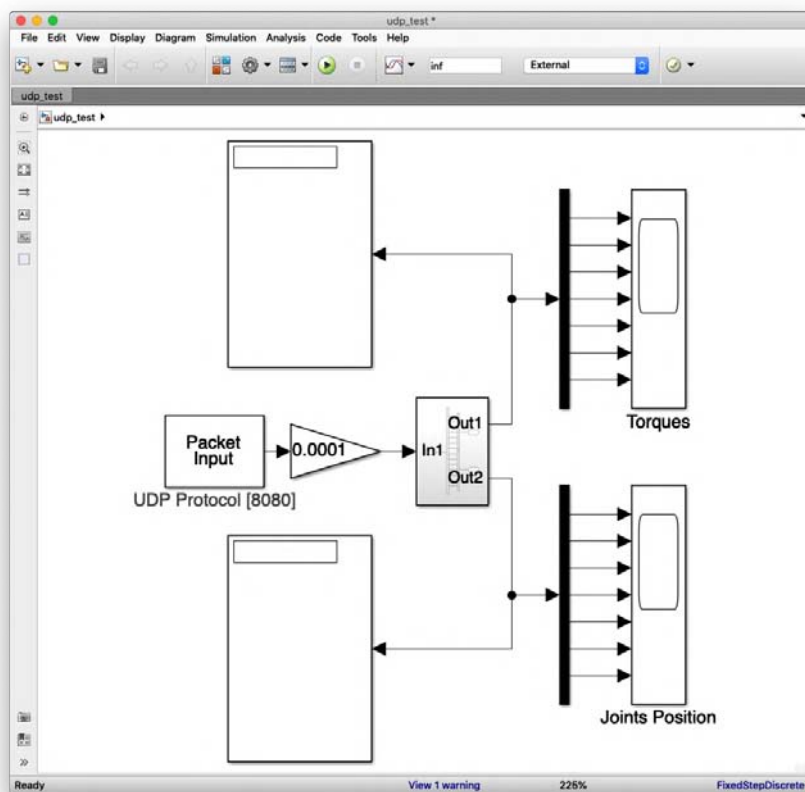 udp_test *
File Edit View Display Diagram Simulation Analysis Code Tools Help
inf External
udp_test
udp_test
Out1
Torques
Packet
Input
0.0001
In1
Out2
UDP Protocol [8080]
Joints Position
Ready View 1 warning 225% FixedStepDiscrete